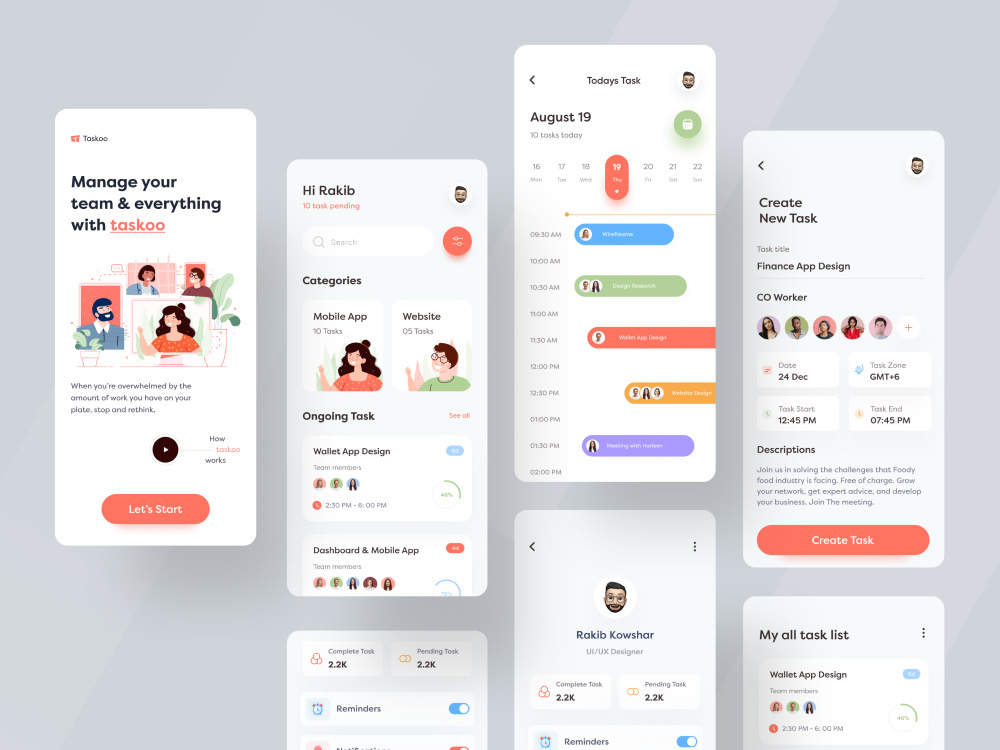 Taskoo
Manage your
team & everything
with taskoo
When you're overwhelmed by the
amount of work you have on your
plate, stop and rethink.
How
taskoo
works
Let's Start
Hi Rakib
10 task pending
Search
Categories
Mobile App
10 Tasks
Website
05 Tasks
Ongoing Task
See all
Wallet App Design
6d
Team members
46%
2:30 PM - 6: 00 PM
Dashboard & Mobile App
4d
Team members
Complete Task
2.2K
Pending Task
2.2K
Reminders
Todays Task
August 19
10 tasks today
16 17 18 19 20 21 22
Mon Tue Wed Thu Fri Sat Sun
09:30 AM
Wireframe
10:00 AM
10:30 AM
Design Research
11:00 AM
11:30 AM
Wallet App Design
12:00 PM
12:30 PM
Website Design
01:00 PM
01:30 PM
Meeting with Harleen
02:00 PM
Rakib Kowshar
UI/UX Designer
Complete Task
2.2K
Pending Task
2.2K
Reminders
Create
New Task
Task title
Finance App Design
CO Worker
Date
24 Dec
Task Zone
GMT+6
Task Start
12:45 PM
Task End
07:45 PM
Descriptions
Join us in solving the challenges that Foody
food industry is facing. Free of charge. Grow
your network, get expert advice, and develop
your business. Join The meeting.
Create Task
My all task list
Wallet App Design
6d
Team members
46%
2:30 PM - 6: 00 PM